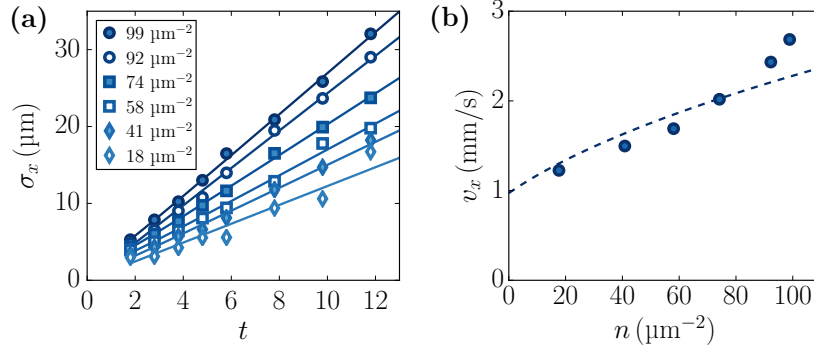 (a)
30
20
10
0
σx (µm)
99 µm−2
92 µm−2
74 µm−2
58 µm−2
41 µm−2
18 µm−2
0 2 4 6 8 10 12
t
(b)
3
2
1
0
vx (mm/s)
0 20 40 60 80 100
n (µm−2)